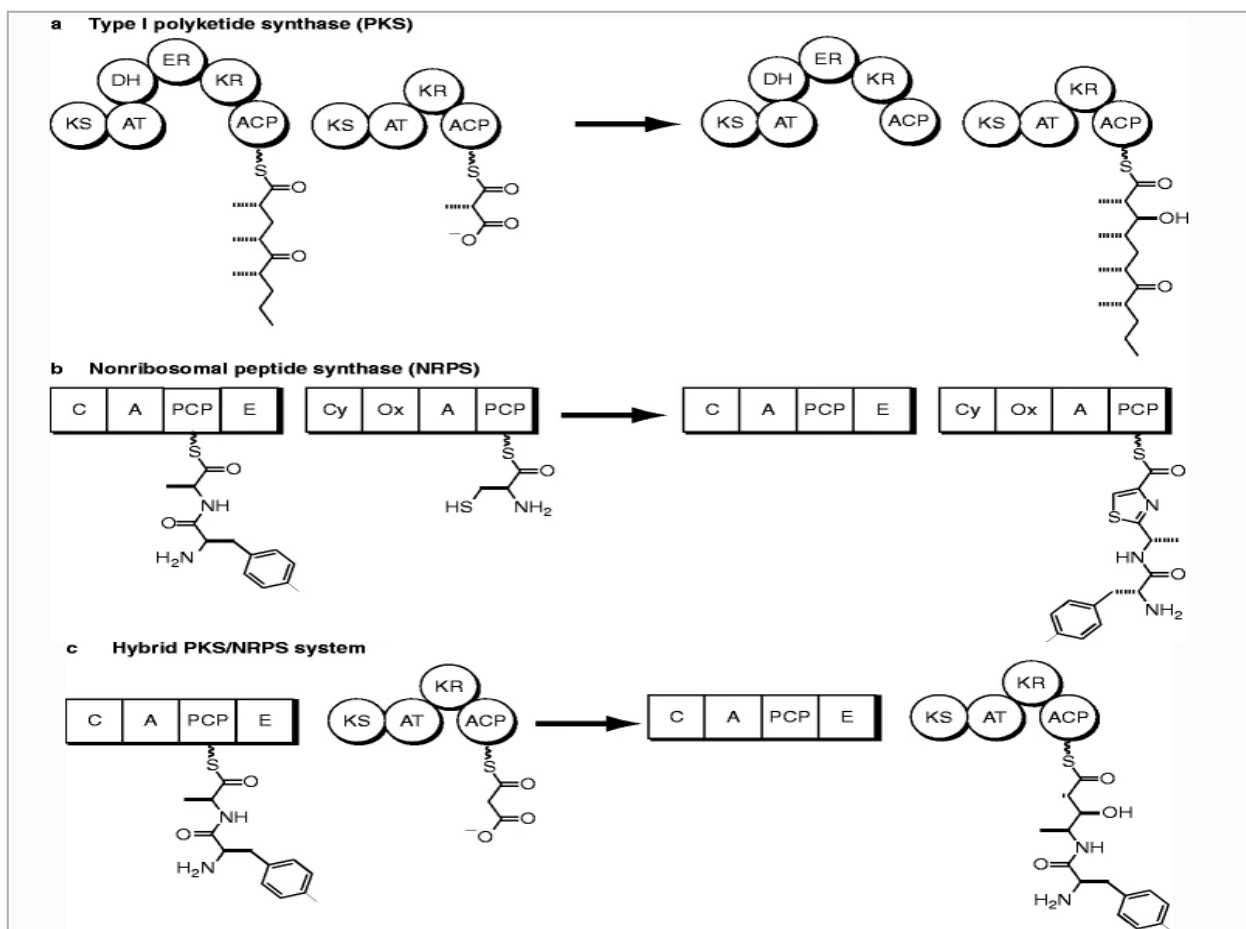 a Type I polyketide synthase (PKS)
ER ER
DH KR KR DH KR KR
KS AT ACP KS AT ACP KS AT ACP KS AT ACP
S S S
O O O
OH
O
⁻O
O O
b Nonribosomal peptide synthase (NRPS)
C A PCP E Cy Ox A PCP C A PCP E Cy Ox A PCP
S S S
O O O
NH HS NH₂ N
S
O HN
H₂N O
NH₂
c Hybrid PKS/NRPS system
KR KR
C A PCP E KS AT ACP C A PCP E KS AT ACP
S S S
O O O
NH O OH
O ⁻O NH
H₂N O
H₂N